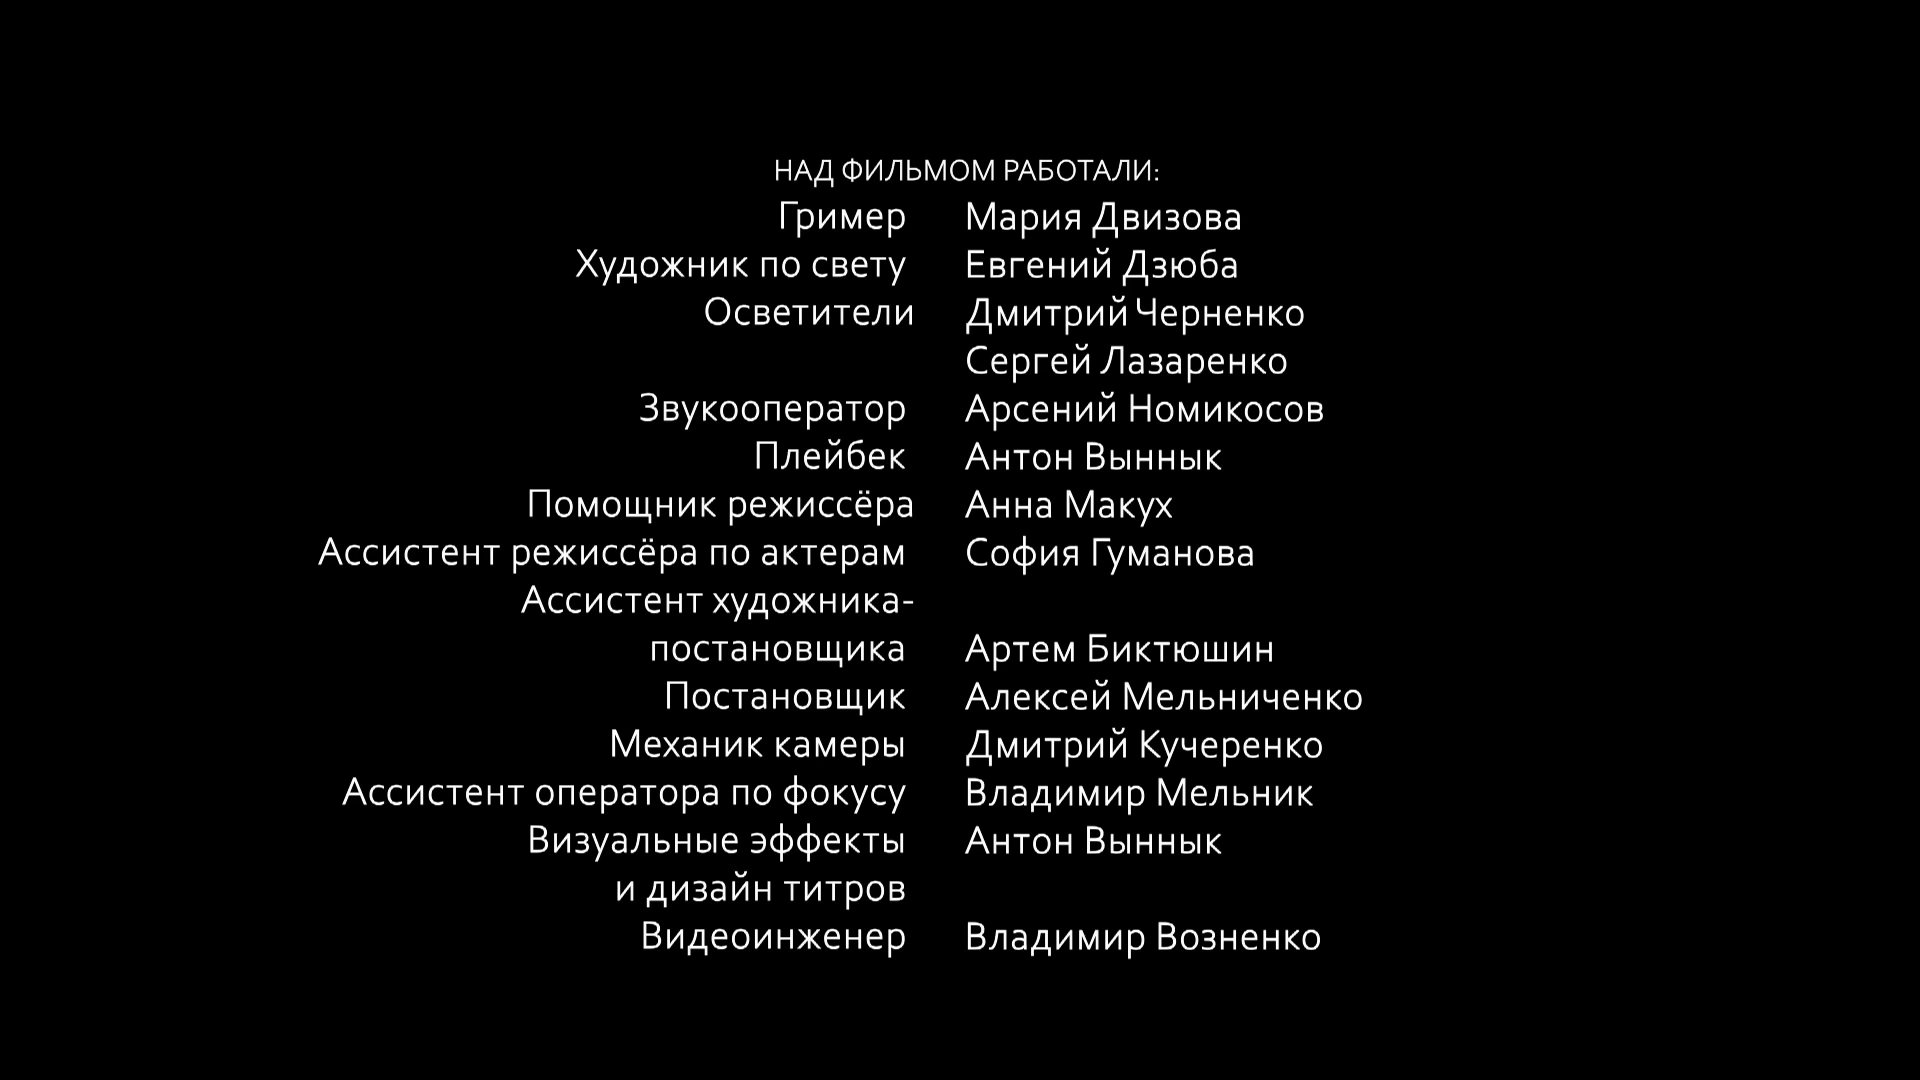 НАД ФИЛЬМОМ РАБОТАЛИ:
Гример Мария Двизова
Художник по свету Евгений Дзюба
Осветители Дмитрий Черненко
Сергей Лазаренко
Звукооператор Арсений Номикосов
Плейбек Антон Выннык
Помощник режиссёра Анна Макух
Ассистент режиссёра по актерам София Гуманова
Ассистент художника-
постановщика Артем Биктюшин
Постановщик Алексей Мельниченко
Механик камеры Дмитрий Кучеренко
Ассистент оператора по фокусу Владимир Мельник
Визуальные эффекты Антон Выннык
и дизайн титров
Видеоинженер Владимир Возненко